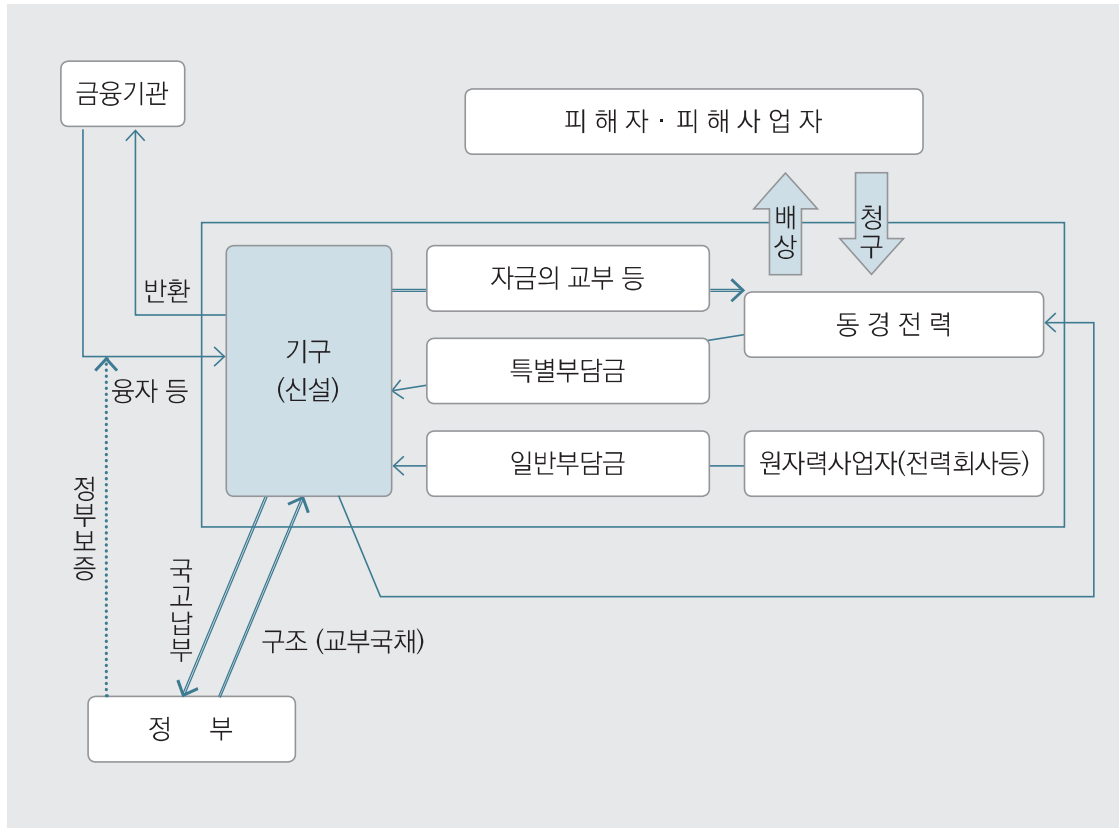 금융기관
피해자 · 피해사업자
배상
청구
반환
자금의 교부 등
동경전력
기구
(신설)
특별부담금
융자 등
일반부담금
원자력사업자(전력회사등)
정부보증
국고납부
구조 (교부국채)
정 부